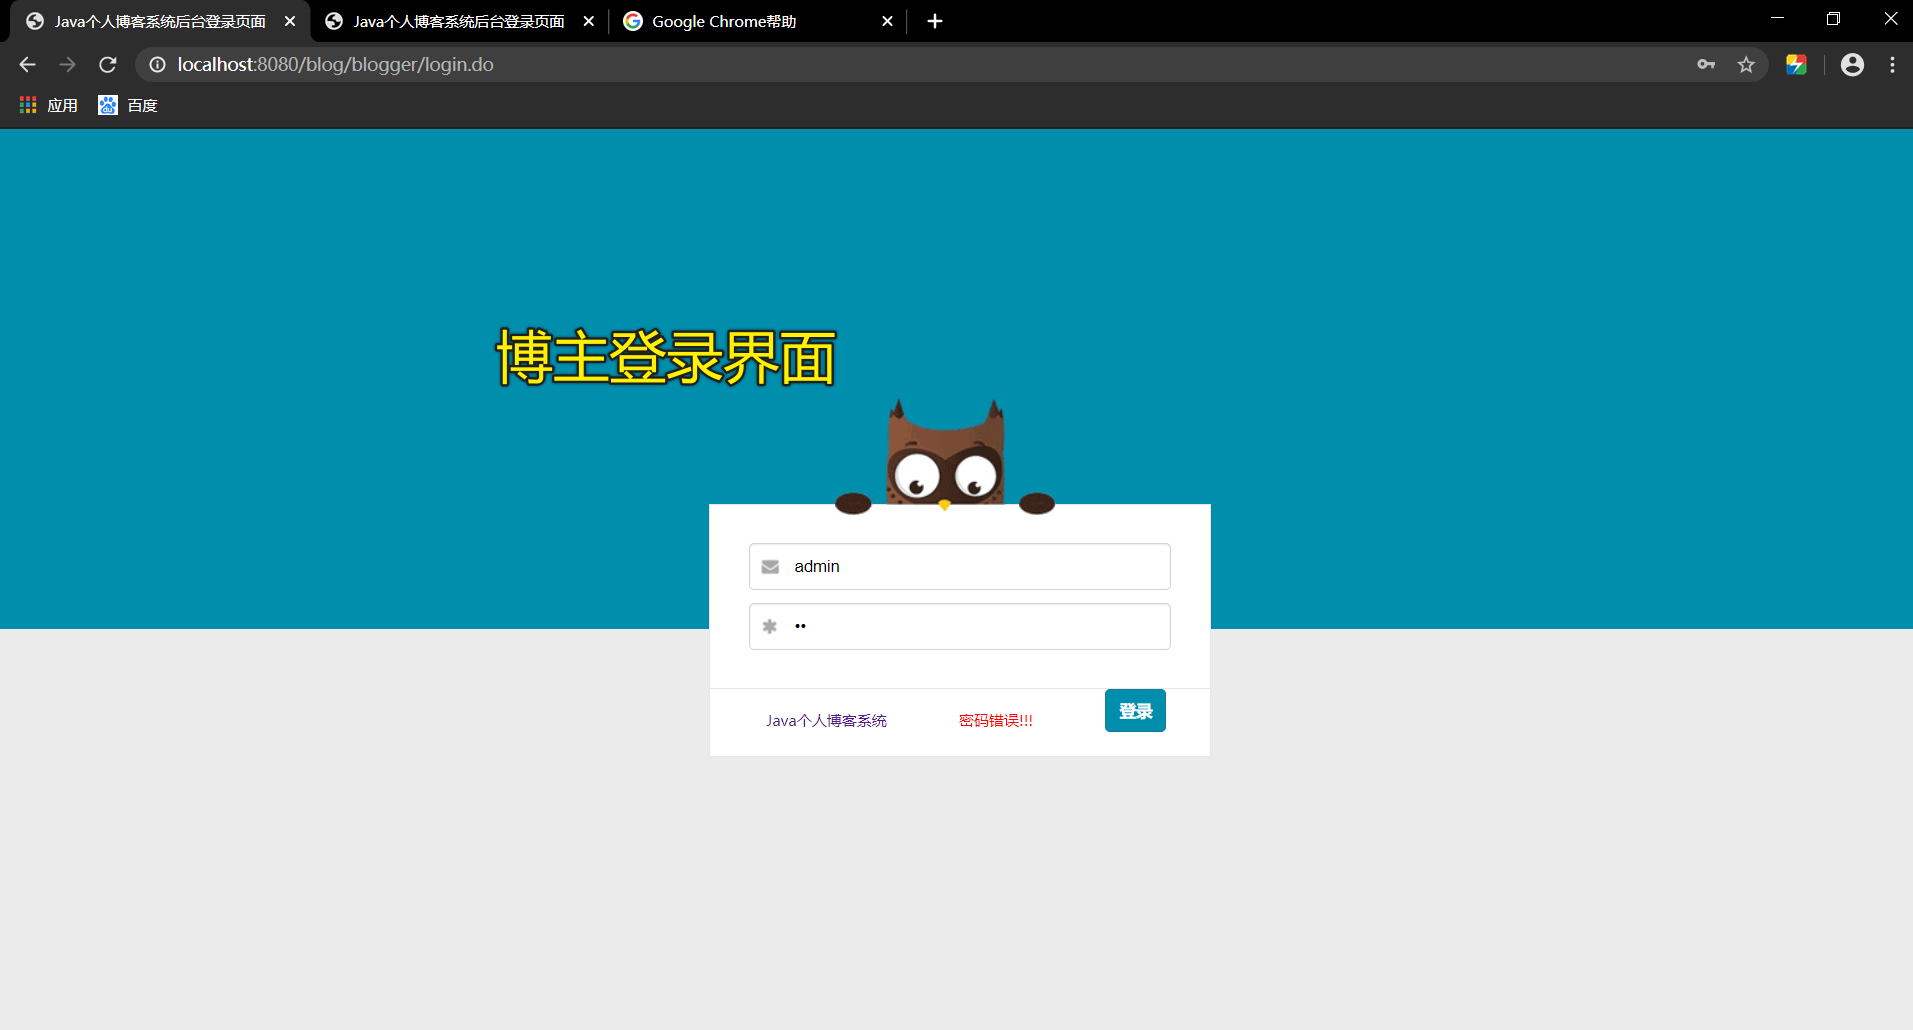 Java个人博客系统后台登录页面
Java个人博客系统后台登录页面
Google Chrome帮助
localhost:8080/blog/blogger/login.do
应用
百度
博主登录界面
admin
••
Java个人博客系统
密码错误!!!
登录